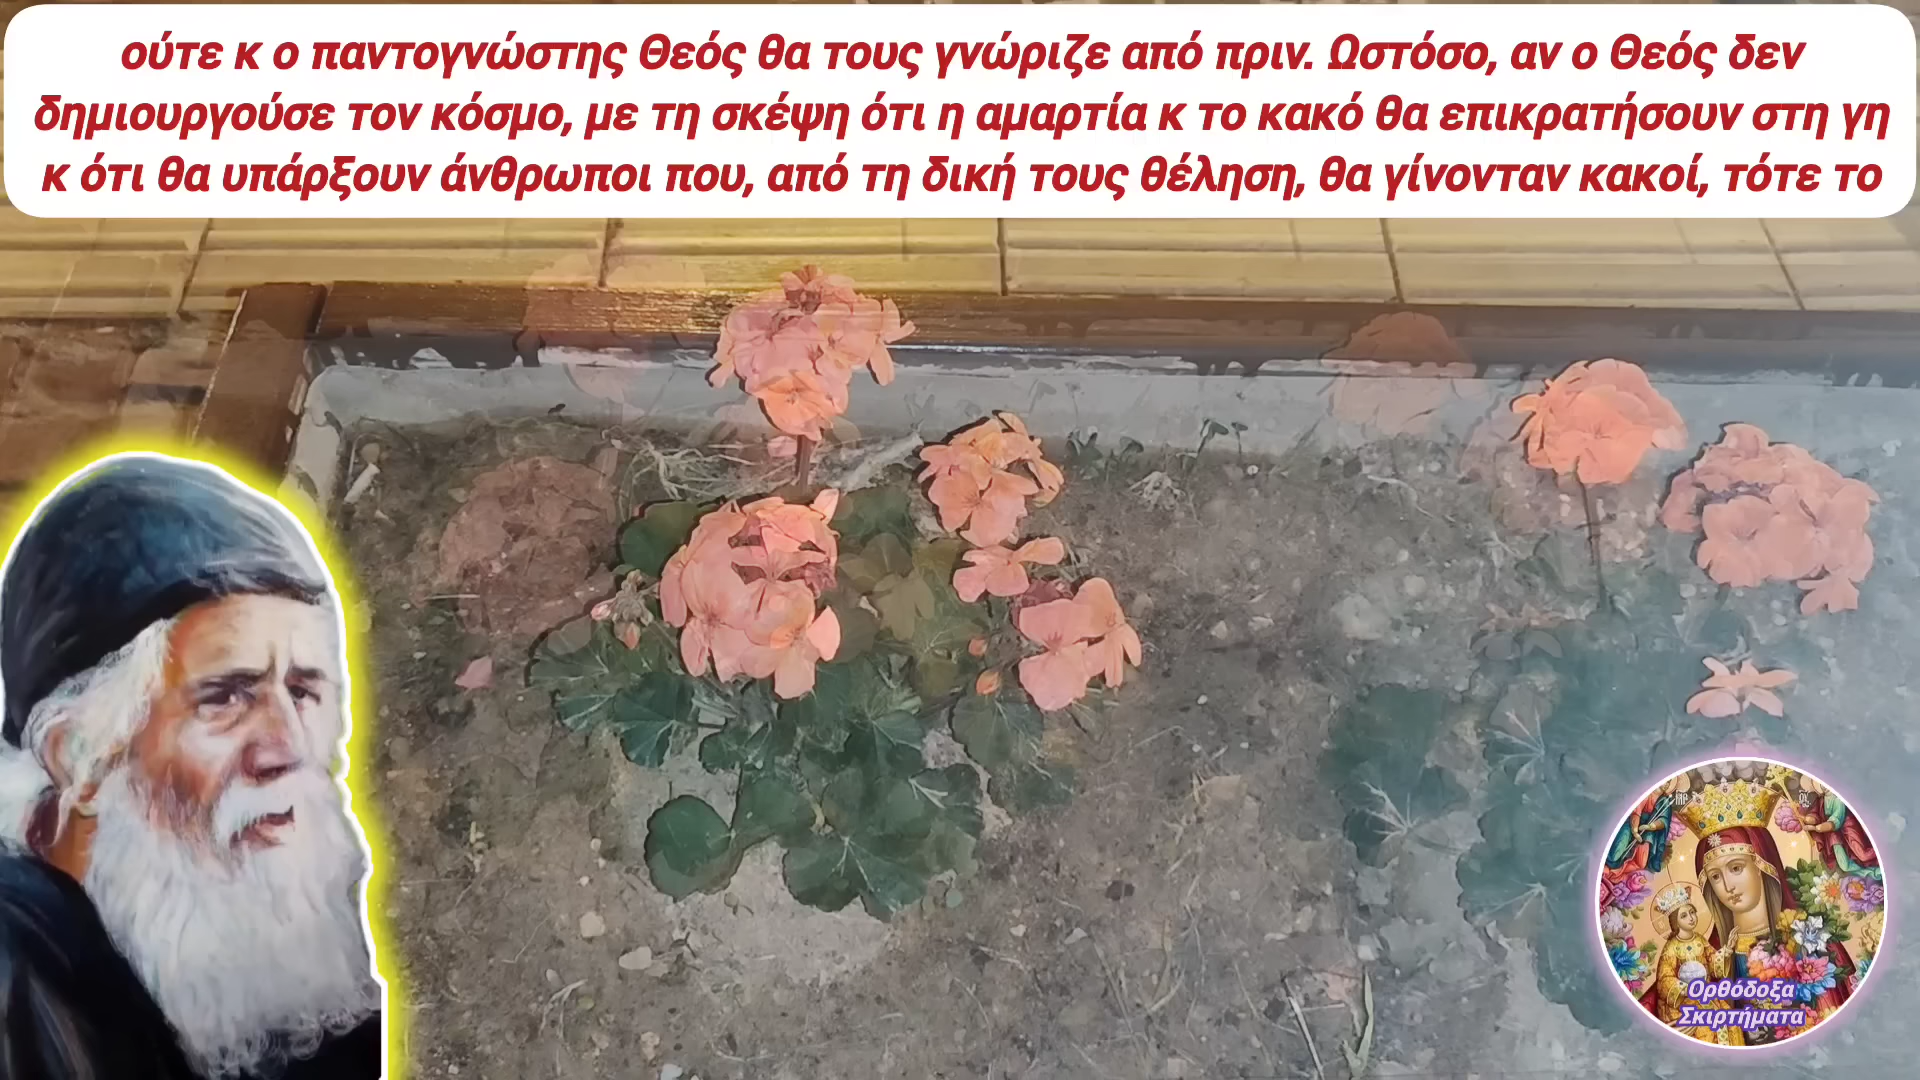 ούτε κ ο παντογνώστης Θεός θα τους γνώριζε από πριν. Ωστόσο, αν ο Θεός δεν
δημιουργούσε τον κόσμο, με τη σκέψη ότι η αμαρτία κ το κακό θα επικρατήσουν στη γη
κ ότι θα υπάρξουν άνθρωποι που, από τη δική τους θέληση, θα γίνονταν κακοί, τότε το
Ορθόδοξα
Σκιρτήματα